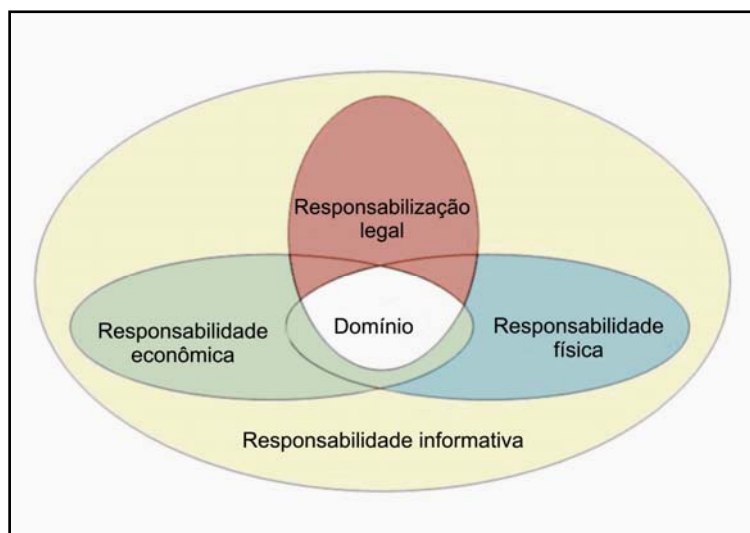 Responsabilização
legal
Responsabilidade
econômica
Domínio
Responsabilidade
física
Responsabilidade informativa